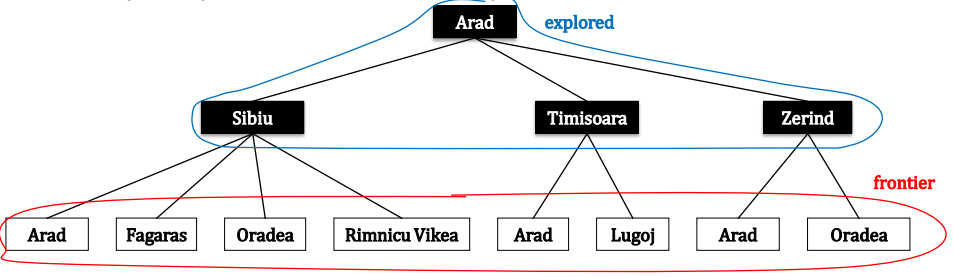 Arad
explored
Sibiu
Timisoara
Zerind
frontier
Arad
Fagaras
Oradea
Rimnicu Vikea
Arad
Lugoj
Arad
Oradea